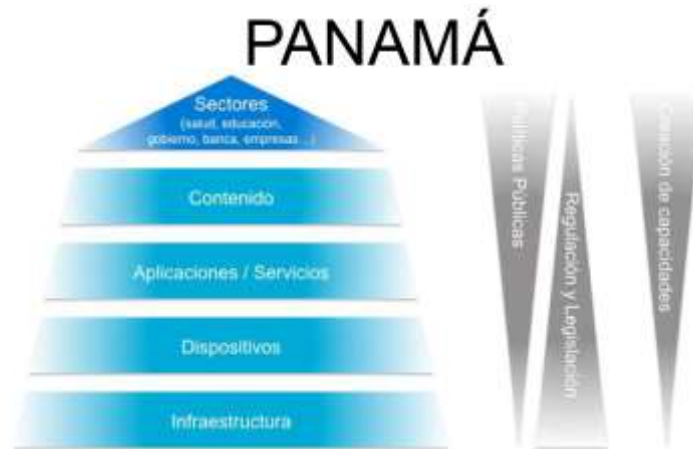 PANAMÁ
Sectores
(salud, educación,
gobierno, banca, empresas...)
Contenido
Aplicaciones / Servicios
Dispositivos
Infraestructura
Políticas Públicas
Regulación y Legislación
Creación de capacidades